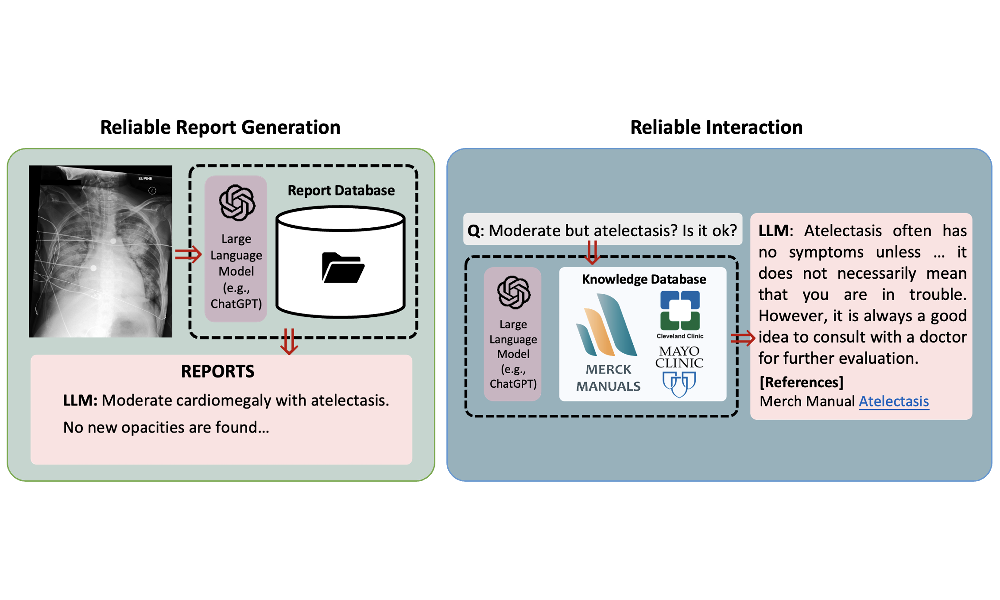 Reliable Report Generation
SUPINE
Large
Language
Model
(e.g.,
ChatGPT)
Report Database
REPORTS
LLM: Moderate cardiomegaly with atelectasis.
No new opacities are found...
Reliable Interaction
Q: Moderate but atelectasis? Is it ok?
Large
Language
Model
(e.g.,
ChatGPT)
Knowledge Database
MERCK
MANUALS
Cleveland Clinic
MAYO
CLINIC
LLM: Atelectasis often has
no symptoms unless ... it
does not necessarily mean
that you are in trouble.
However, it is always a good
idea to consult with a doctor
for further evaluation.
[References]
Merch Manual Atelectasis